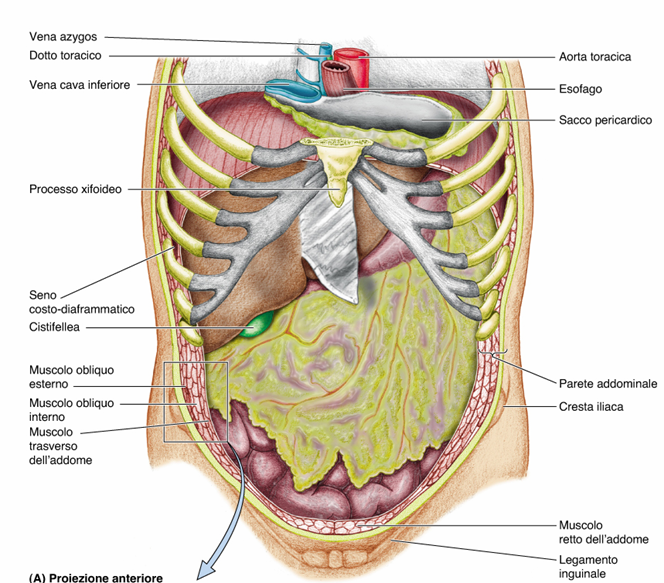 Vena azygos
Dotto toracico
Vena cava inferiore
Aorta toracica
Esofago
Sacco pericardico
Processo xifoideo
Seno
costo-diaframmatico
Cistifellea
Muscolo obliquo
esterno
Muscolo obliquo
interno
Muscolo
trasverso
dell'addome
Parete addominale
Cresta iliaca
Muscolo
retto dell'addome
Legamento
inguinale
(A) Proiezione anteriore